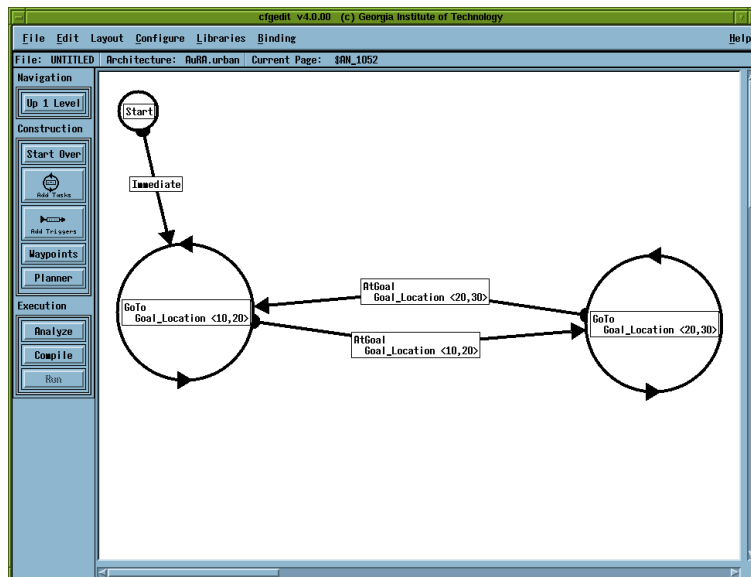 cfgedit v4.0.00 (c) Georgia Institute of Technology
File Edit Layout Configure Libraries Binding Help
File: UNTITLED Architecture: AuRA.urban Current Page: $AN_1052
Navigation
Up 1 Level
Construction
Start Over
Add Tasks
Add Triggers
Waypoints
Planner
Execution
Analyze
Compile
Run
Start
Immediate
GoTo
Goal_Location <10,20>
AtGoal
Goal_Location <20,30>
AtGoal
Goal_Location <10,20>
GoTo
Goal_Location <20,30>